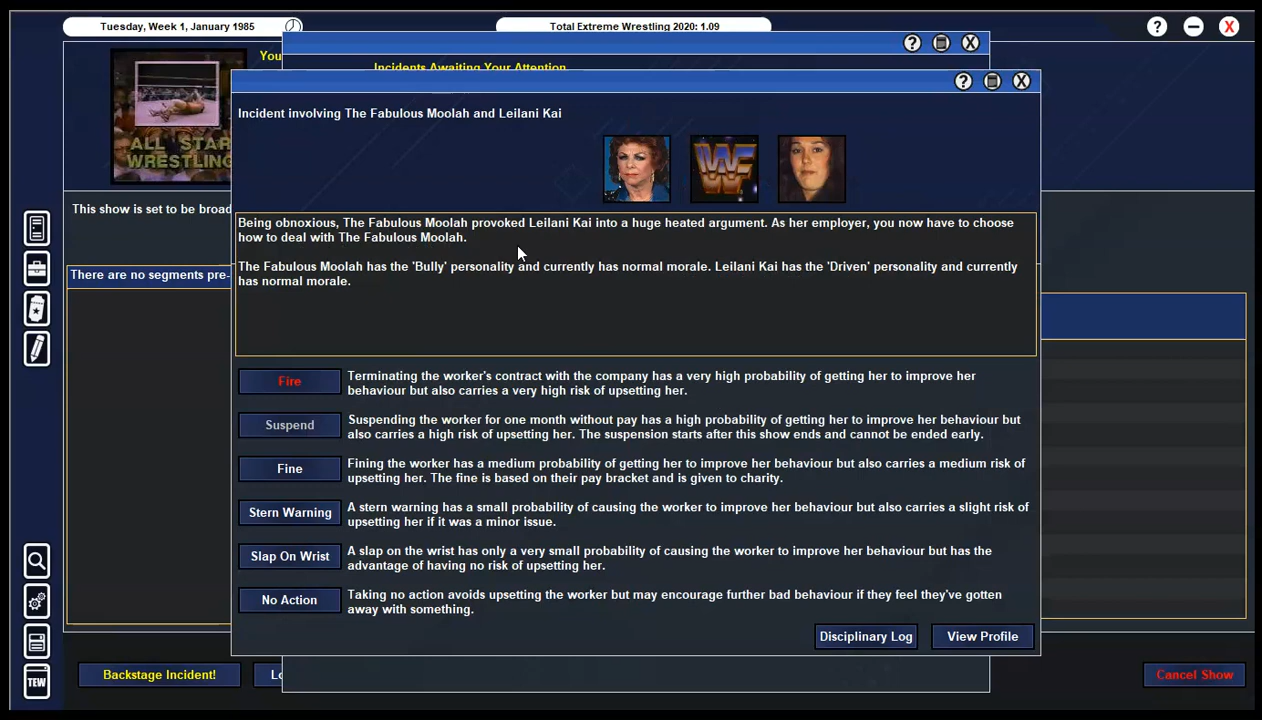 Tuesday, Week 1, January 1985
Total Extreme Wrestling 2020: 1.09
?
X
You
Incidents Awaiting Your Attention
?
X
?
X
Incident involving The Fabulous Moolah and Leilani Kai
ALL STAR
WRESTLING
WF
This show is set to be broad
Being obnoxious, The Fabulous Moolah provoked Leilani Kai into a huge heated argument. As her employer, you now have to choose
how to deal with The Fabulous Moolah.
The Fabulous Moolah has the 'Bully' personality and currently has normal morale. Leilani Kai has the 'Driven' personality and currently
has normal morale.
There are no segments pre-
Fire
Terminating the worker's contract with the company has a very high probability of getting her to improve her
behaviour but also carries a very high risk of upsetting her.
Suspend
Suspending the worker for one month without pay has a high probability of getting her to improve her behaviour but
also carries a high risk of upsetting her. The suspension starts after this show ends and cannot be ended early.
Fine
Fining the worker has a medium probability of getting her to improve her behaviour but also carries a medium risk of
upsetting her. The fine is based on their pay bracket and is given to charity.
Stern Warning
A stern warning has a small probability of causing the worker to improve her behaviour but also carries a slight risk of
upsetting her if it was a minor issue.
Slap On Wrist
A slap on the wrist has only a very small probability of causing the worker to improve her behaviour but has the
advantage of having no risk of upsetting her.
No Action
Taking no action avoids upsetting the worker but may encourage further bad behaviour if they feel they've gotten
away with something.
Disciplinary Log
View Profile
Backstage Incident!
Lo
Cancel Show
TEW